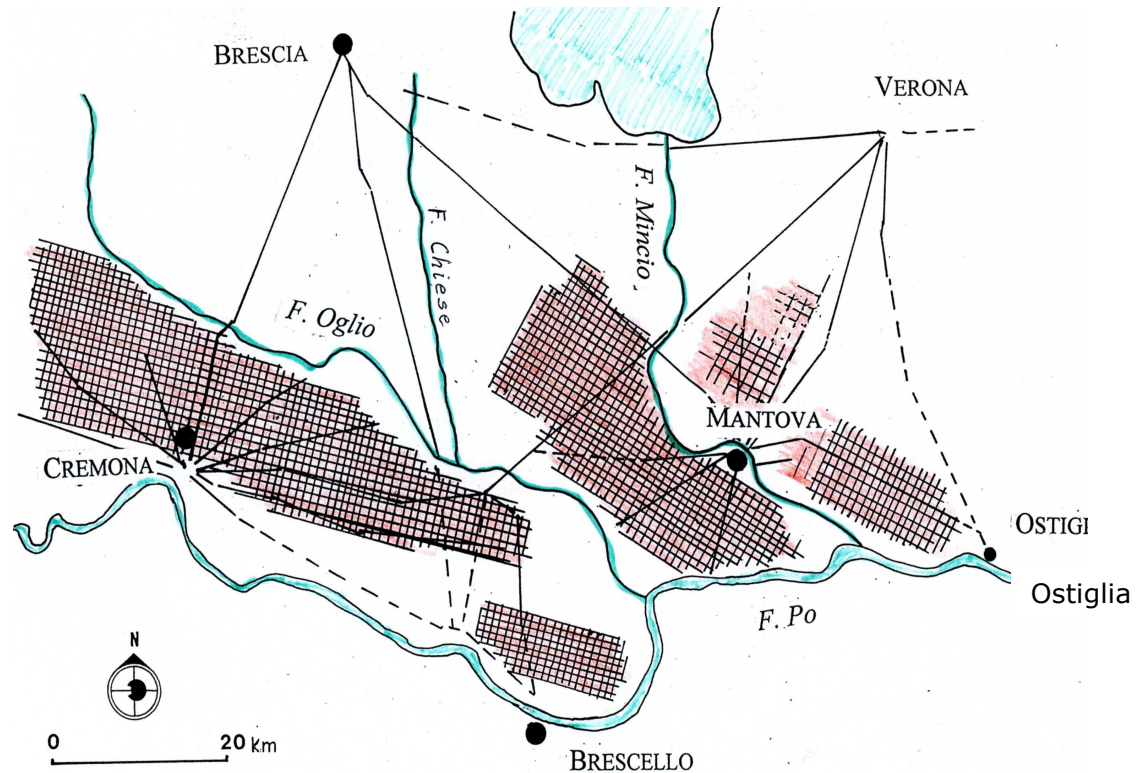 BRESCIA
VERONA
F. Mincio
F. Chiese
F. Oglio
MANTOVA
CREMONA
OSTIGI
Ostiglia
F. Po
N
0 20 km
BRESCELLO